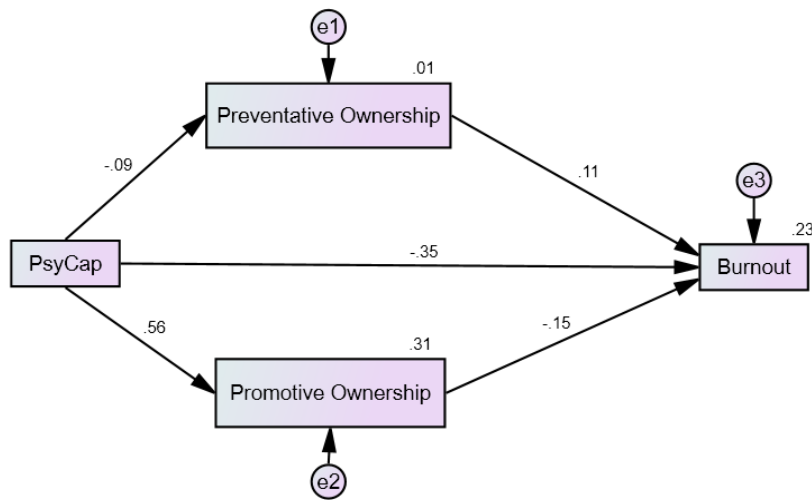 e1
.01
Preventative Ownership
-.09
.11
e3
.23
PsyCap
-.35
Burnout
.56
.31
-.15
Promotive Ownership
e2